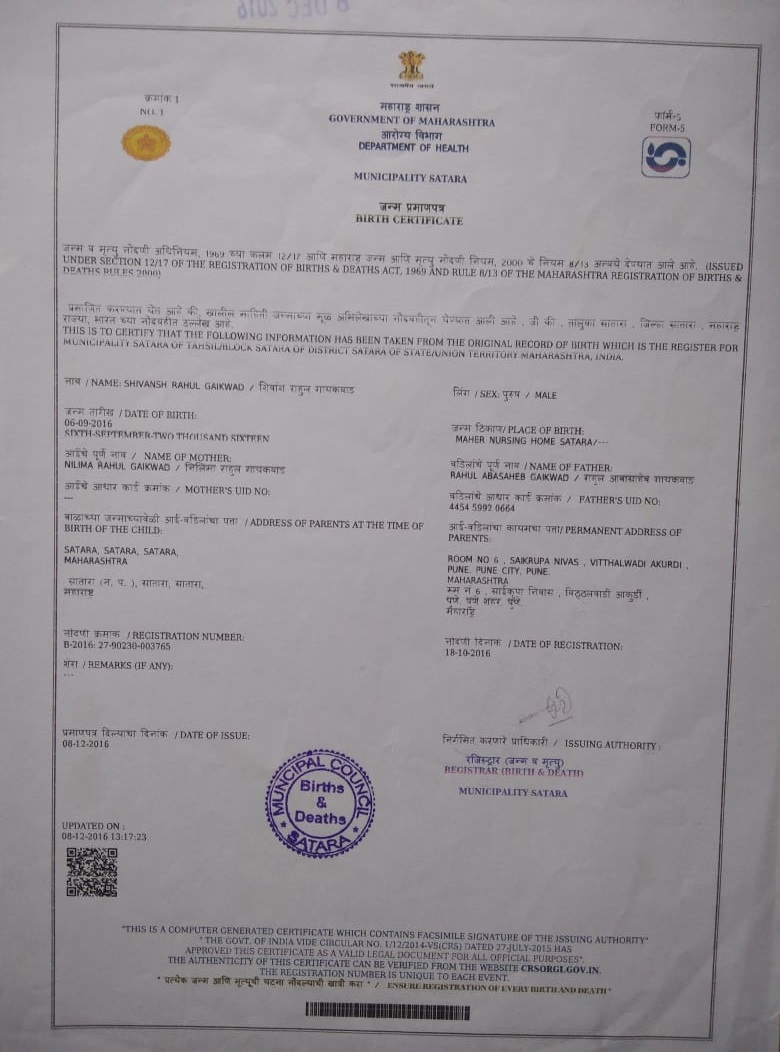 8 DEC 2016
सत्यमेव जयते
क्रमांक 1
NO. 1
महाराष्ट्र शासन
GOVERNMENT OF MAHARASHTRA
आरोग्य विभाग
DEPARTMENT OF HEALTH
फॉर्म-5
FORM-5
MUNICIPALITY SATARA
जन्म प्रमाणपत्र
BIRTH CERTIFICATE
जन्म व मृत्यु नोंदणी अधिनियम, 1969 च्या कलम 12/17 आणि महाराष्ट्र जन्म आणि मृत्यु नोंदणी नियम, 2000 चे नियम 8/13 अन्वये देण्यात आले आहे. (ISSUED
UNDER SECTION 12/17 OF THE REGISTRATION OF BIRTHS & DEATHS ACT, 1969 AND RULE 8/13 OF THE MAHARASHTRA REGISTRATION OF BIRTHS &
DEATHS RULES 2000)
प्रमाणित करण्यात येत आहे की, खालील माहिती जन्माच्या मूळ अभिलेखाच्या नोंदवहीतून घेण्यात आली आहे , जी की , तालुका सातारा , जिल्हा सातारा , महाराष्ट्र
राज्या, भारत च्या नोंदवहीत उल्लेख आहे.
THIS IS TO CERTIFY THAT THE FOLLOWING INFORMATION HAS BEEN TAKEN FROM THE ORIGINAL RECORD OF BIRTH WHICH IS THE REGISTER FOR
MUNICIPALITY SATARA OF TAHSIL/BLOCK SATARA OF DISTRICT SATARA OF STATE/UNION TERRITORY MAHARASHTRA, INDIA.
नाव / NAME: SHIVANSH RAHUL GAIKWAD / शिवांश राहुल गायकवाड
लिंग / SEX: पुरुष / MALE
जन्म तारीख / DATE OF BIRTH:
06-09-2016
SIXTH-SEPTEMBER-TWO THOUSAND SIXTEEN
जन्म ठिकाण/ PLACE OF BIRTH:
MAHER NURSING HOME SATARA/---
आईचे पूर्ण नाव / NAME OF MOTHER:
NILIMA RAHUL GAIKWAD / निलिमा राहुल गायकवाड
वडिलांचे पूर्ण नाव / NAME OF FATHER:
RAHUL ABASAHEB GAIKWAD / राहुल आबासाहेब गायकवाड
आईचे आधार कार्ड क्रमांक / MOTHER'S UID NO:
---
वडिलांचे आधार कार्ड क्रमांक / FATHER'S UID NO:
4454 5992 0664
बाळाच्या जन्माच्यावेळी आई-वडिलांचा पत्ता / ADDRESS OF PARENTS AT THE TIME OF
BIRTH OF THE CHILD:
SATARA, SATARA, SATARA,
MAHARASHTRA
सातारा (न. प. ), सातारा, सातारा,
महाराष्ट्र
आई-वडिलांचा कायमचा पत्ता/ PERMANENT ADDRESS OF
PARENTS:
ROOM NO 6 , SAIKRUPA NIVAS , VITTHALWADI AKURDI ,
PUNE, PUNE CITY, PUNE,
MAHARASHTRA
रूम नं 6 , साईकृपा निवास , विठ्ठलवाडी आकुर्डी ,
पुणे, पुणे शहर, पुणे,
महाराष्ट्र
नोंदणी क्रमांक / REGISTRATION NUMBER:
B-2016: 27-90230-003765
नोंदणी दिनांक / DATE OF REGISTRATION:
18-10-2016
शेरा / REMARKS (IF ANY):
---
प्रमाणपत्र दिल्याचा दिनांक / DATE OF ISSUE:
08-12-2016
निर्गमित करणारे प्राधिकारी / ISSUING AUTHORITY :
रजिस्ट्रार (जन्म व मृत्यु)
REGISTRAR (BIRTH & DEATH)
MUNICIPALITY SATARA
MUNCIPAL COUNCIL
Births
&
Deaths
SATARA
UPDATED ON :
08-12-2016 13:17:23
"THIS IS A COMPUTER GENERATED CERTIFICATE WHICH CONTAINS FACSIMILE SIGNATURE OF THE ISSUING AUTHORITY"
" THE GOVT. OF INDIA VIDE CIRCULAR NO. 1/12/2014-VS(CRS) DATED 27-JULY-2015 HAS
APPROVED THIS CERTIFICATE AS A VALID LEGAL DOCUMENT FOR ALL OFFICIAL PURPOSES".
THE AUTHENTICITY OF THIS CERTIFICATE CAN BE VERIFIED FROM THE WEBSITE CRSORGI.GOV.IN.
THE REGISTRATION NUMBER IS UNIQUE TO EACH EVENT.
" प्रत्येक जन्म आणि मृत्यूची घटना नोंदल्याची खात्री करा " / ENSURE REGISTRATION OF EVERY BIRTH AND DEATH "